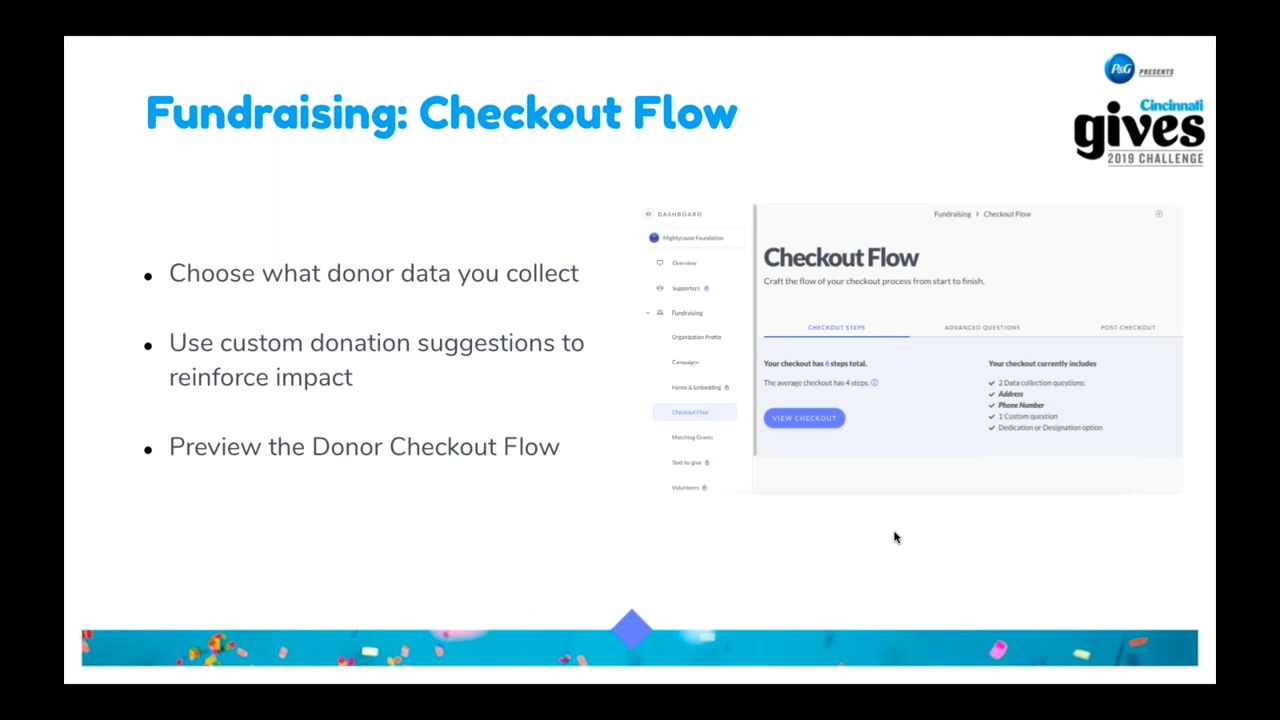 P&G PRESENTS
Cincinnati
gives
2019 CHALLENGE
Fundraising: Checkout Flow
• Choose what donor data you collect
• Use custom donation suggestions to
reinforce impact
• Preview the Donor Checkout Flow
DASHBOARD
Mightycause Foundation
Overview
Supporters
Fundraising
Organization Profile
Campaigns
Forms & Embedding
Checkout Flow
Matching Grants
Text-to-give
Volunteers
Fundraising > Checkout Flow
Checkout Flow
Craft the flow of your checkout process from start to finish.
CHECKOUT STEPS ADVANCED QUESTIONS POST-CHECKOUT
Your checkout has 6 steps total.
The average checkout has 4 steps.
VIEW CHECKOUT
Your checkout currently includes
✓ 2 Data collection questions:
✓ Address
✓ Phone Number
✓ 1 Custom question
✓ Dedication or Designation option